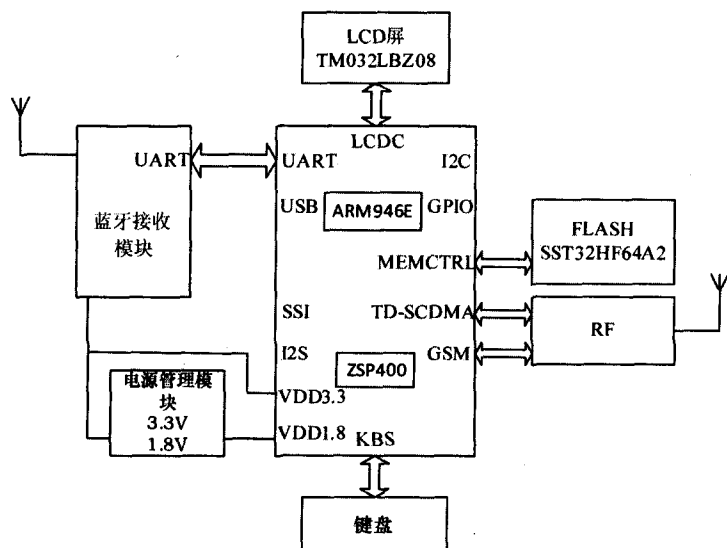 LCD屏
TM032LBZ08
LCDC
UART
UART
I2C
蓝牙接收
模块
USB
ARM946E
GPIO
FLASH
SST32HF64A2
MEMCTRL
SSI
TD-SCDMA
RF
I2S
ZSP400
GSM
电源管理模
块
3.3V
1.8V
VDD3.3
VDD1.8
KBS
键盘